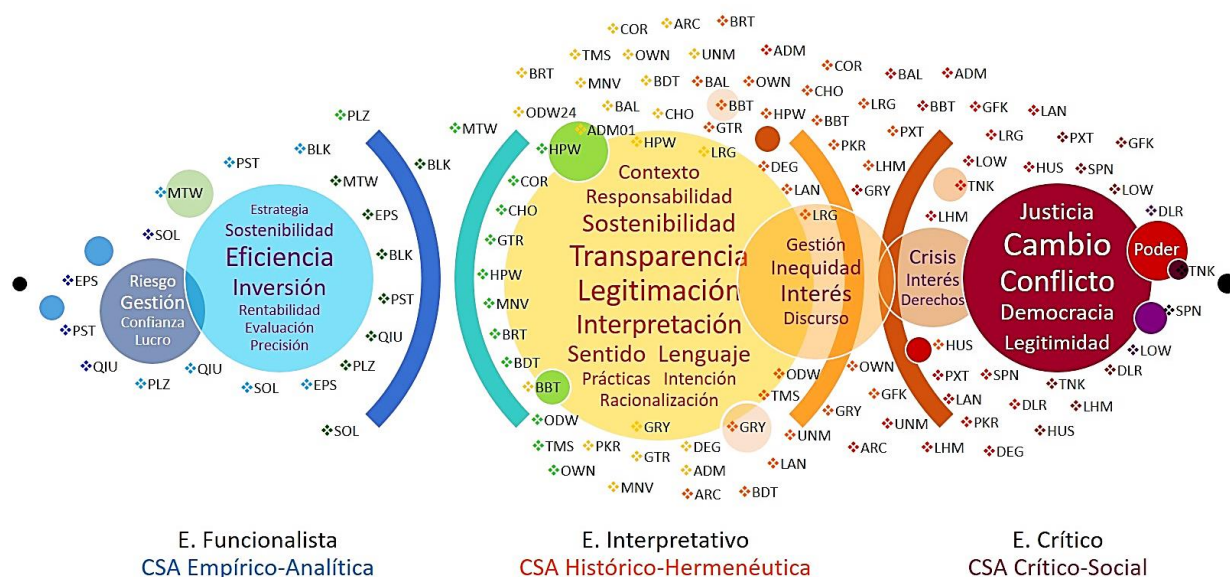 ❖COR ❖ARC ❖BRT
❖TMS ❖OWN ❖UNM ❖ADM
❖BRT ❖MNV ❖BDT ❖BAL ❖OWN ❖COR ❖BAL ❖ADM
❖ODW24 ❖BAL ❖CHO ❖BBT ❖HPW ❖CHO ❖LRG ❖BBT ❖GFK ❖LAN
❖PLZ ❖MTW ❖ADM01 ❖HPW ❖GTR ❖BBT ❖PKR ❖PXT ❖LRG ❖PXT ❖GFK
❖PST ❖BLK ❖BLK ❖HPW ❖LRG ❖DEG ❖LHM ❖LOW ❖HUS ❖SPN
❖MTW ❖MTW ❖COR ❖LAN ❖GRY ❖TNK ❖LOW
❖SOL ❖EPS ❖CHO ❖LRG ❖LHM ❖DLR
❖EPS ❖BLK ❖GTR ❖HPW ❖TNK
❖PST ❖PST ❖MNV ❖SPN
❖QIU ❖QIU ❖QIU ❖BRT ❖HUS ❖LOW
❖PLZ ❖SOL ❖EPS ❖PLZ ❖BDT ❖BBT ❖ODW ❖OWN ❖PXT ❖SPN ❖TNK ❖DLR
❖TMS ❖GFK ❖LAN ❖DLR ❖LHM
❖SOL ❖ODW ❖GRY ❖GRY ❖GRY ❖UNM ❖PKR ❖HUS
❖TMS ❖PKR ❖GTR ❖DEG ❖UNM ❖ARC ❖LHM ❖DEG
❖OWN ❖MNV ❖ADM ❖LAN
❖ARC ❖BDT
Riesgo
Gestión
Confianza
Lucro
Estrategia
Sostenibilidad
Eficiencia
Inversión
Rentabilidad
Evaluación
Precisión
Contexto
Responsabilidad
Sostenibilidad
Transparencia
Legitimación
Interpretación
Sentido Lenguaje
Prácticas Intención
Racionalización
Gestión
Inequidad
Interés
Discurso
Crisis
Interés
Derechos
Justicia
Cambio
Conflicto
Democracia
Legitimidad
Poder
E. Funcionalista
CSA Empírico-Analítica
E. Interpretativo
CSA Histórico-Hermenéutica
E. Crítico
CSA Crítico-Social